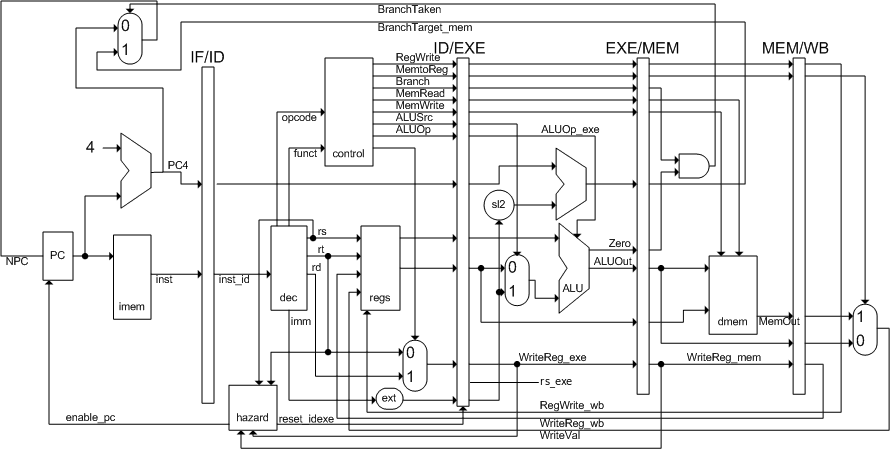 BranchTaken
BranchTarget_mem
0
1
IF/ID
ID/EXE
EXE/MEM
MEM/WB
RegWrite
MemtoReg
Branch
MemRead
MemWrite
ALUSrc
ALUOp
ALUOp_exe
opcode
funct
control
4
PC4
sl2
rs
rt
rd
Zero
ALUOut
NPC
PC
imem
inst
inst_id
dec
imm
regs
0
1
ALU
dmem
MemOut
1
0
0
1
WriteReg_exe
WriteReg_mem
rs_exe
ext
hazard
enable_pc
reset_idexe
RegWrite_wb
WriteReg_wb
WriteVal